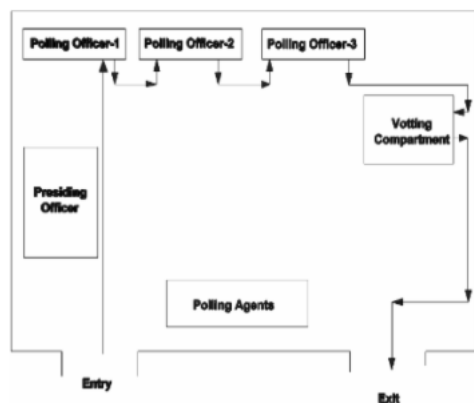 Polling Officer-1
Polling Officer-2
Polling Officer-3
Votting
Compartment
Presiding
Officer
Polling Agents
Entry
Exit